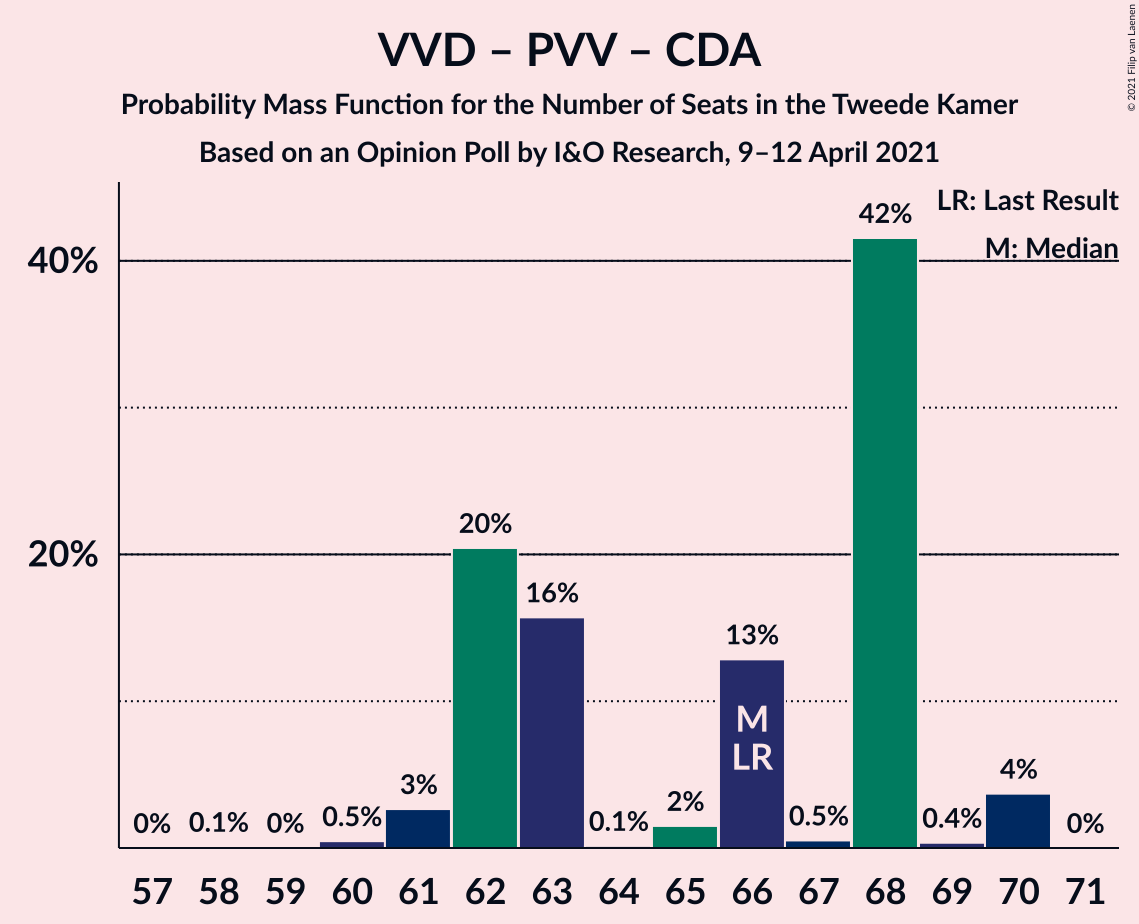 VVD – PVV – CDA
Probability Mass Function for the Number of Seats in the Tweede Kamer
Based on an Opinion Poll by I&O Research, 9–12 April 2021
© 2021 Filip van Laenen
LR: Last Result
M: Median
40%
20%
0%
0.1%
0%
0.5%
3%
20%
16%
0.1%
2%
13%
0.5%
42%
0.4%
4%
0%
M
LR
57 58 59 60 61 62 63 64 65 66 67 68 69 70 71